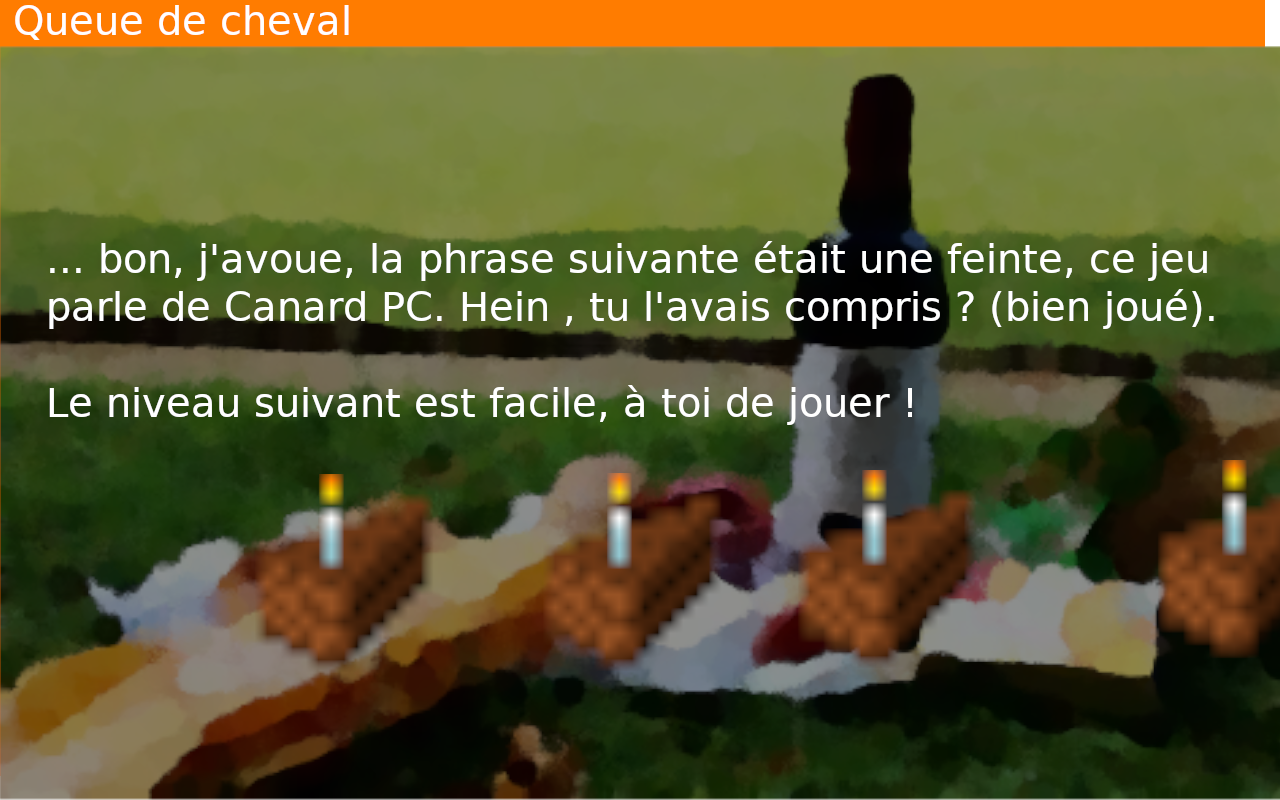 Queue de cheval
... bon, j'avoue, la phrase suivante était une feinte, ce jeu
parle de Canard PC. Hein , tu l'avais compris ? (bien joué).
Le niveau suivant est facile, à toi de jouer !